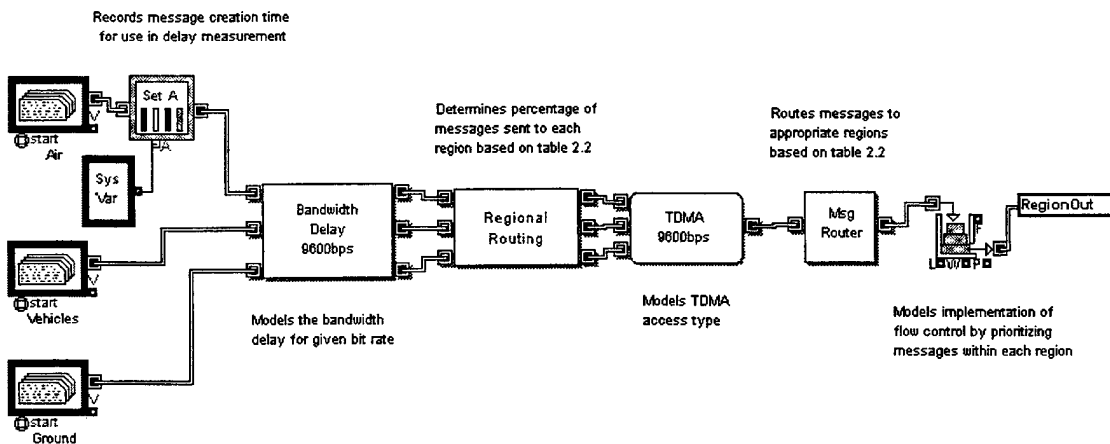 Records message creation time
for use in delay measurement
Set A
V
start
Air
A
Sys
Var
Determines percentage of
messages sent to each
region based on table 2.2
Routes messages to
appropriate regions
based on table 2.2
Bandwidth
Delay
9600bps
Regional
Routing
TDMA
9600bps
Msg
Router
RegionOut
F
L W P
V
start
Vehicles
Models the bandwidth
delay for given bit rate
Models TDMA
access type
Models implementation of
flow control by prioritizing
messages within each region
V
start
Ground